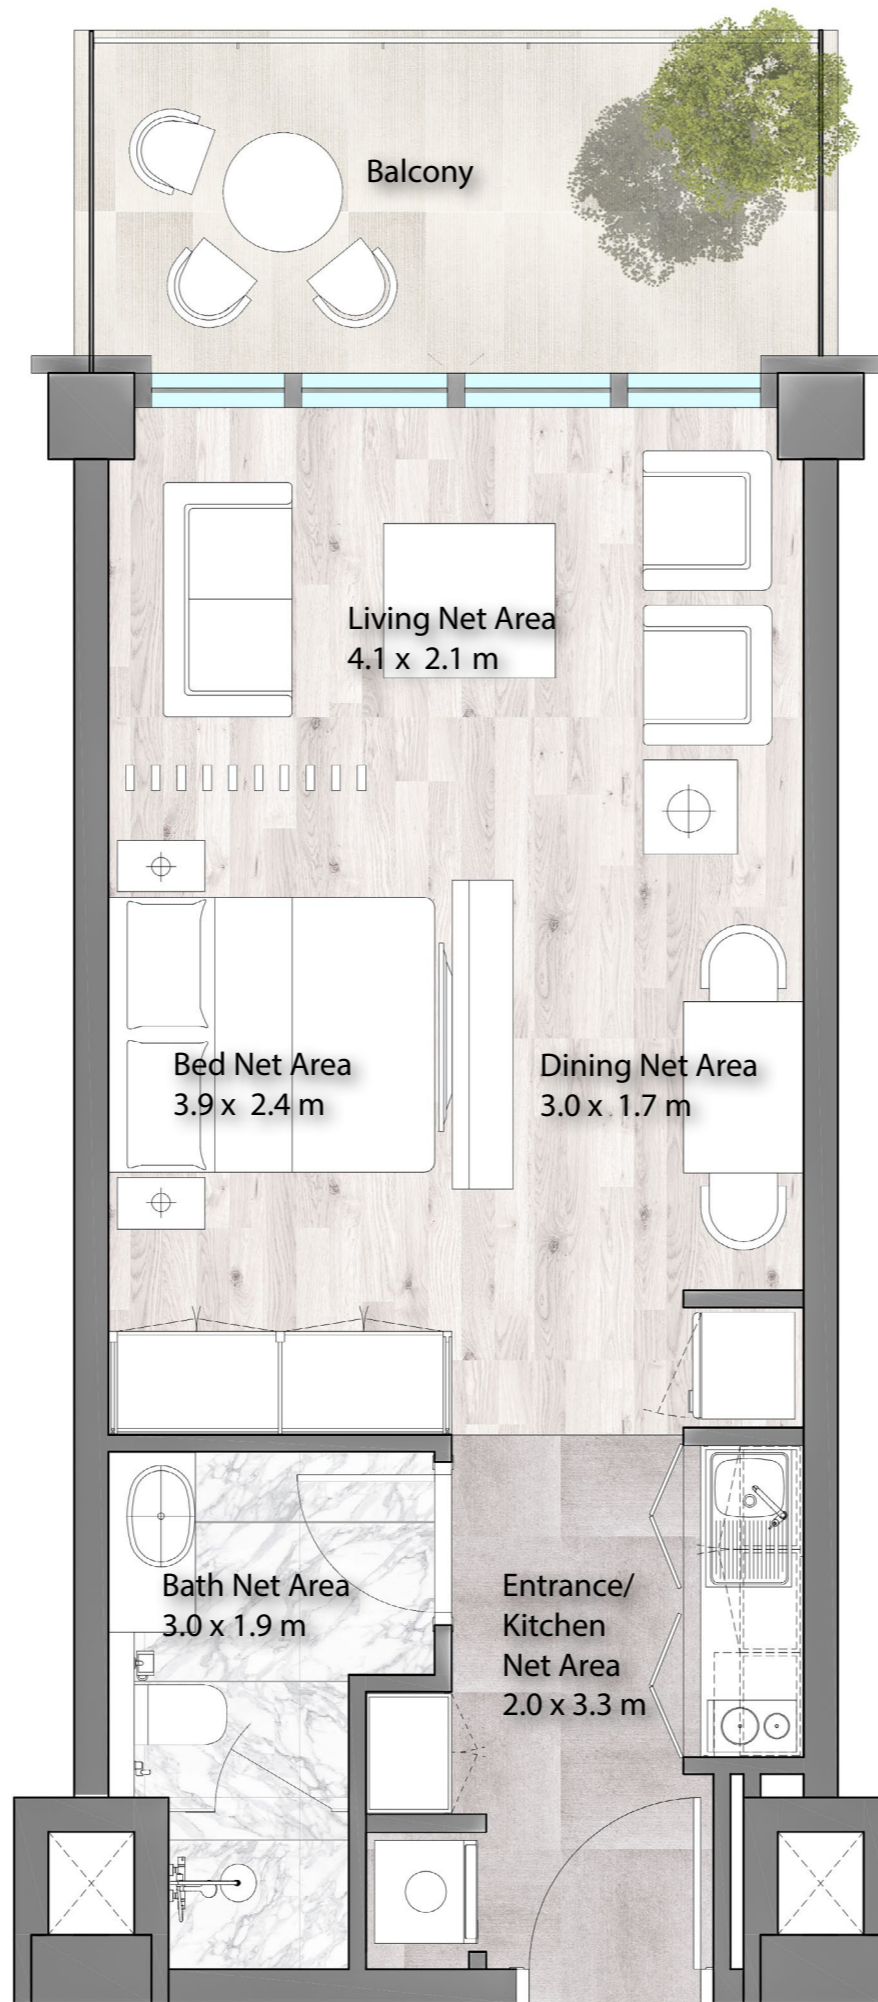 Balcony
Living Net Area
4.1 x 2.1 m
Bed Net Area
3.9 x 2.4 m
Dining Net Area
3.0 x 1.7 m
Bath Net Area
3.0 x 1.9 m
Entrance/
Kitchen
Net Area
2.0 x 3.3 m